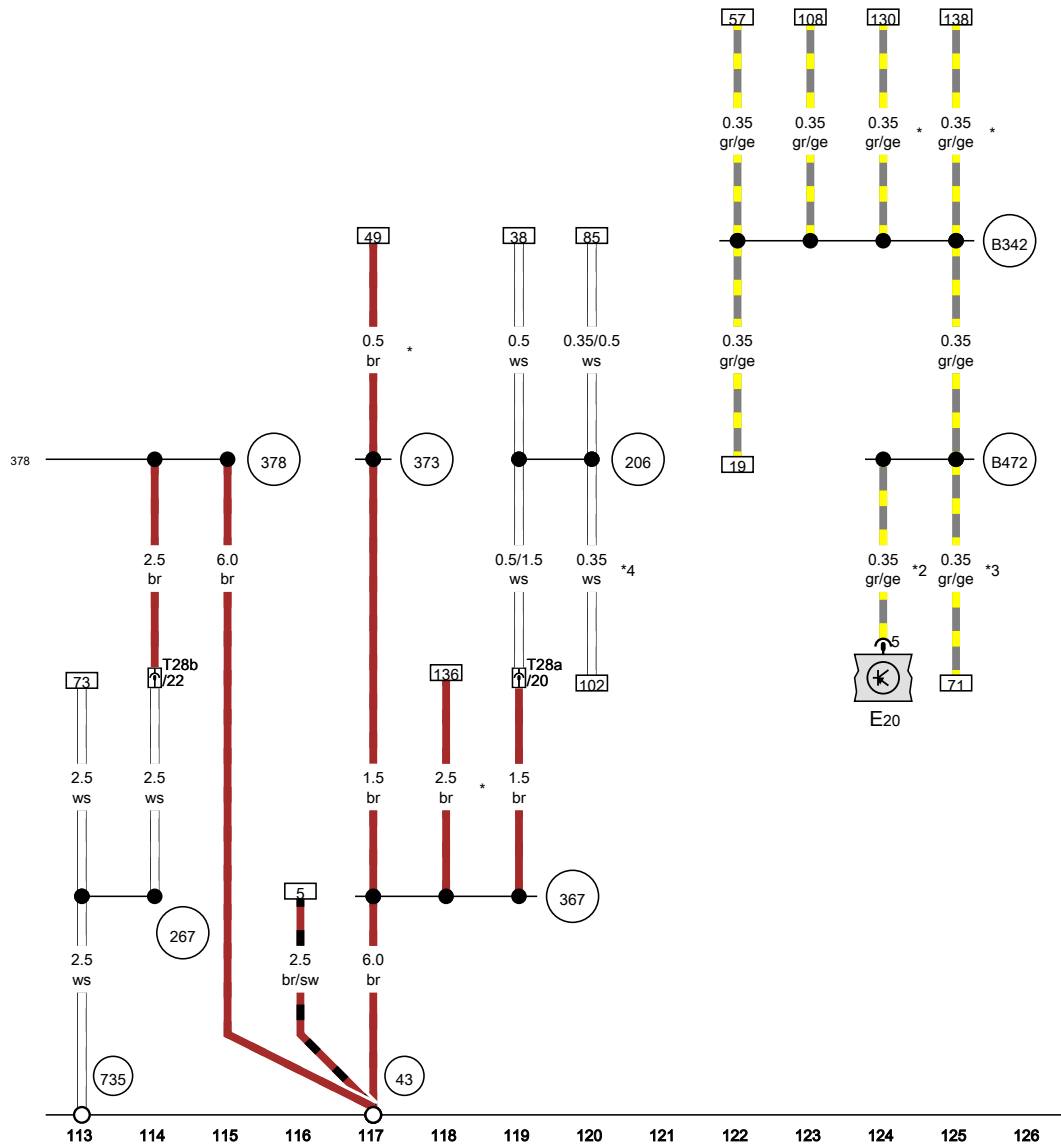 57 108 130 138
0.35 0.35 0.35 0.35
gr/ge gr/ge gr/ge * gr/ge *
49 38 85
B342
0.5 0.5 0.35/0.5 0.35 0.35
br * ws ws gr/ge gr/ge
378 378 373 206 19 B472
2.5 6.0 0.5/1.5 0.35 0.35 0.35
br br ws ws *4 gr/ge *2 gr/ge *3
5
T28b T28a
73 /22 136 /20 102 71
E20
2.5 2.5 1.5 2.5 1.5
ws ws br br * br
5 367
267
2.5 2.5 6.0
ws br/sw br
735 43
113 114 115 116 117 118 119 120 121 122 123 124 125 126